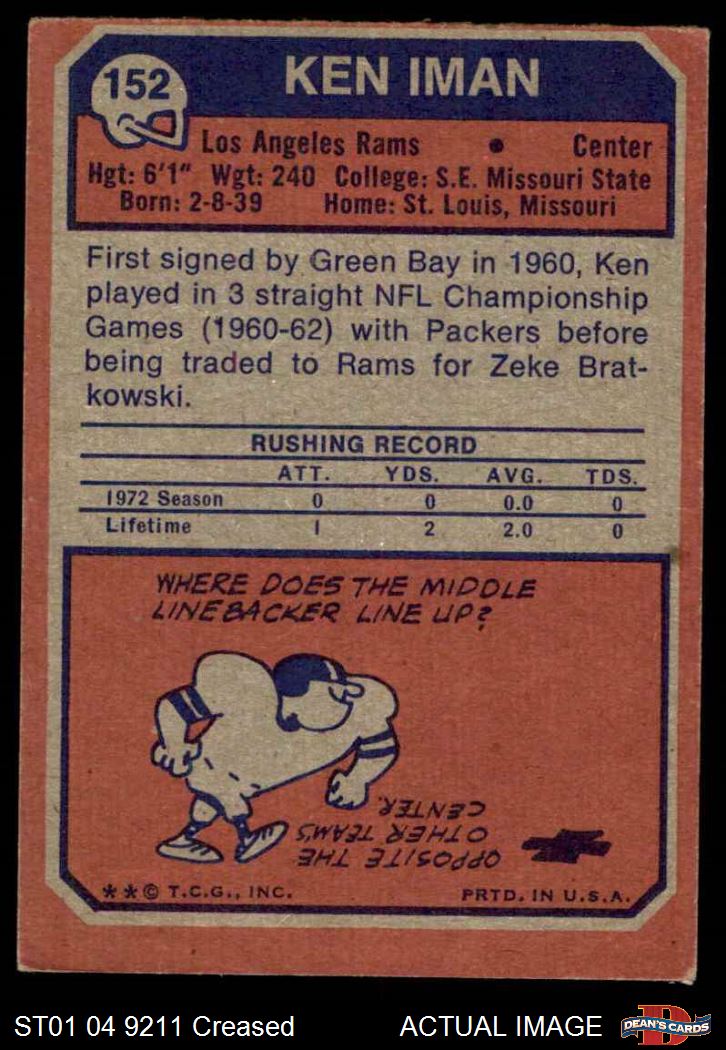 152
KEN IMAN
Los Angeles Rams • Center
Hgt: 6'1" Wgt: 240 College: S.E. Missouri State
Born: 2-8-39 Home: St. Louis, Missouri
First signed by Green Bay in 1960, Ken
played in 3 straight NFL Championship
Games (1960-62) with Packers before
being traded to Rams for Zeke Brat-
kowski.
RUSHING RECORD
ATT. YDS. AVG. TDS.
1972 Season 0 0 0.0 0
Lifetime 1 2 2.0 0
WHERE DOES THE MIDDLE
LINEBACKER LINE UP?
OPPOSITE THE
OTHER TEAM'S
CENTER.
**© T.C.G., INC. PRTD. IN U.S.A.
ST01 04 9211 Creased ACTUAL IMAGE
D
DEAN'S CARDS